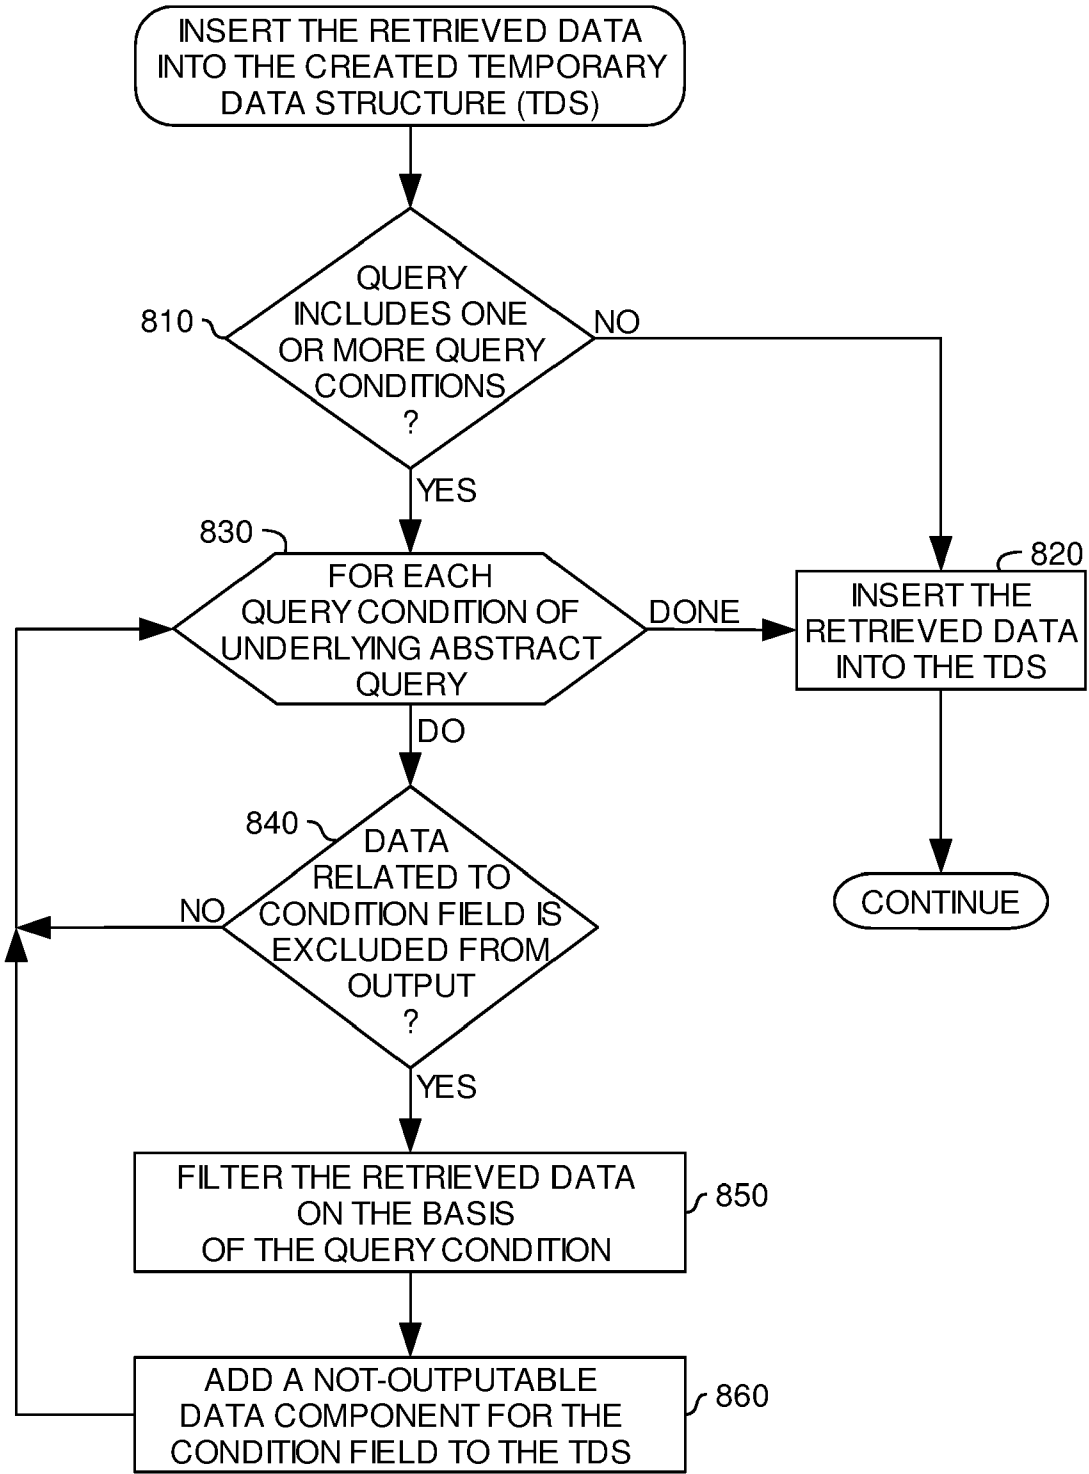 INSERT THE RETRIEVED DATA
INTO THE CREATED TEMPORARY
DATA STRUCTURE (TDS)
810
QUERY
INCLUDES ONE
OR MORE QUERY
CONDITIONS
?
NO
YES
830
FOR EACH
QUERY CONDITION OF
UNDERLYING ABSTRACT
QUERY
DONE
820
INSERT THE
RETRIEVED DATA
INTO THE TDS
DO
CONTINUE
840
DATA
RELATED TO
CONDITION FIELD IS
EXCLUDED FROM
OUTPUT
?
NO
YES
FILTER THE RETRIEVED DATA
ON THE BASIS
OF THE QUERY CONDITION
850
ADD A NOT-OUTPUTABLE
DATA COMPONENT FOR THE
CONDITION FIELD TO THE TDS
860